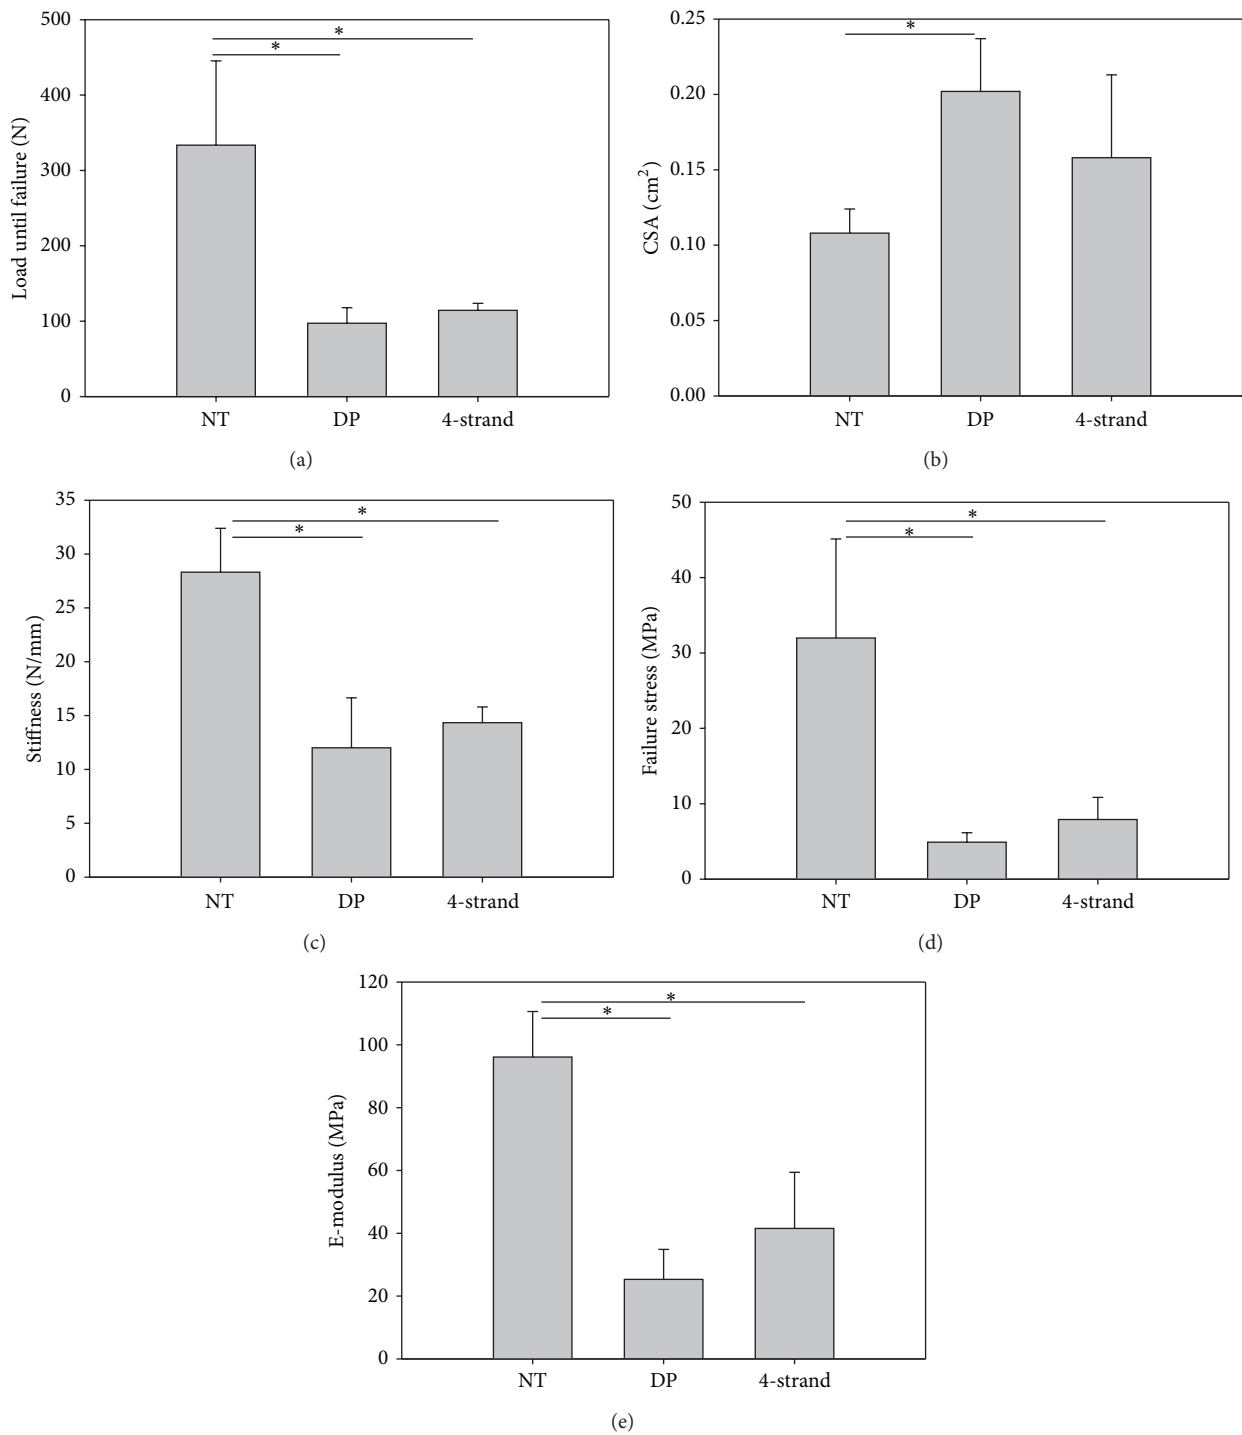 Load until failure (N)
500
400
300
200
100
0
*
*
NT DP 4-strand
(a)
CSA (cm²)
0.25
0.20
0.15
0.10
0.05
0.00
*
NT DP 4-strand
(b)
Stiffness (N/mm)
35
30
25
20
15
10
5
0
*
*
NT DP 4-strand
(c)
Failure stress (MPa)
50
40
30
20
10
0
*
*
NT DP 4-strand
(d)
E-modulus (MPa)
120
100
80
60
40
20
0
*
*
NT DP 4-strand
(e)